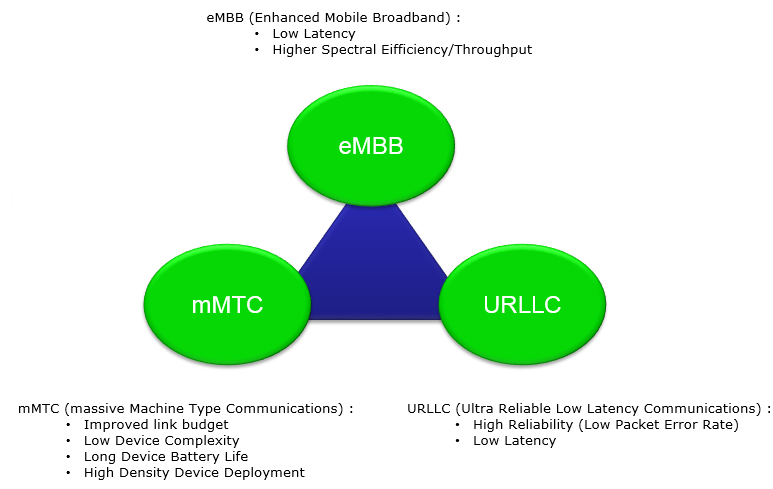 eMBB (Enhanced Mobile Broadband) :
• Low Latency
• Higher Spectral Eifficiency/Throughput
eMBB
mMTC
URLLC
mMTC (massive Machine Type Communications) :
• Improved link budget
• Low Device Complexity
• Long Device Battery Life
• High Density Device Deployment
URLLC (Ultra Reliable Low Latency Communications) :
• High Reliability (Low Packet Error Rate)
• Low Latency